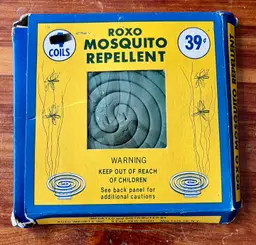 COILS
ROXO
MOSQUITO
REPELLENT
39¢
WARNING
KEEP OUT OF REACH
OF CHILDREN
See back panel for
additional cautions
ROXO MOSQUITO REPELLENT